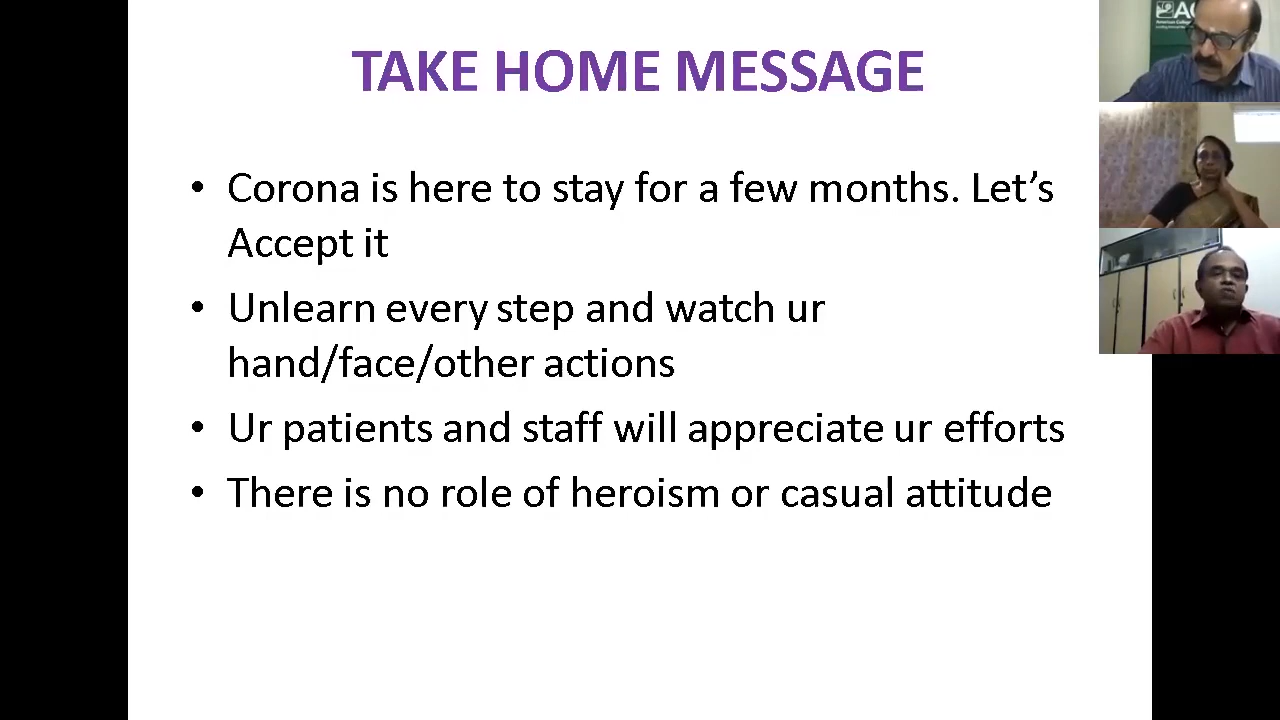 TAKE HOME MESSAGE
• Corona is here to stay for a few months. Let’s
Accept it
• Unlearn every step and watch ur
hand/face/other actions
• Ur patients and staff will appreciate ur efforts
• There is no role of heroism or casual attitude
American